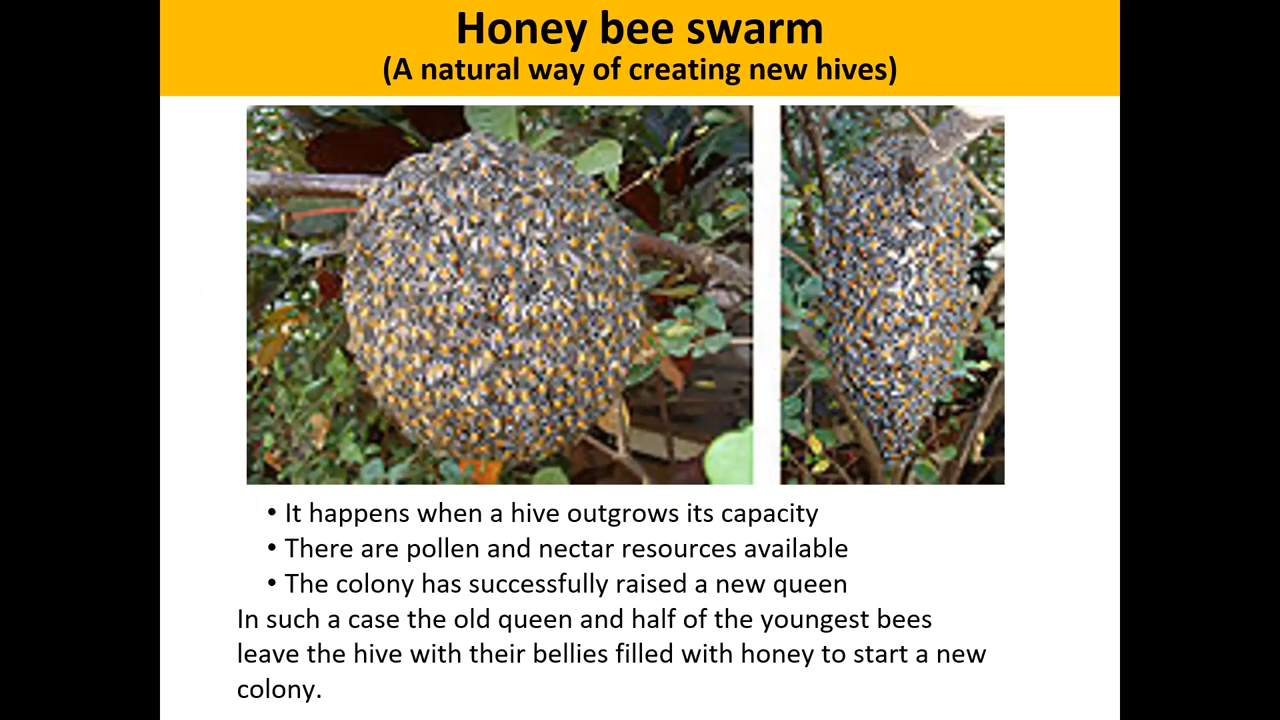 Honey bee swarm
(A natural way of creating new hives)
• It happens when a hive outgrows its capacity
• There are pollen and nectar resources available
• The colony has successfully raised a new queen
In such a case the old queen and half of the youngest bees
leave the hive with their bellies filled with honey to start a new
colony.